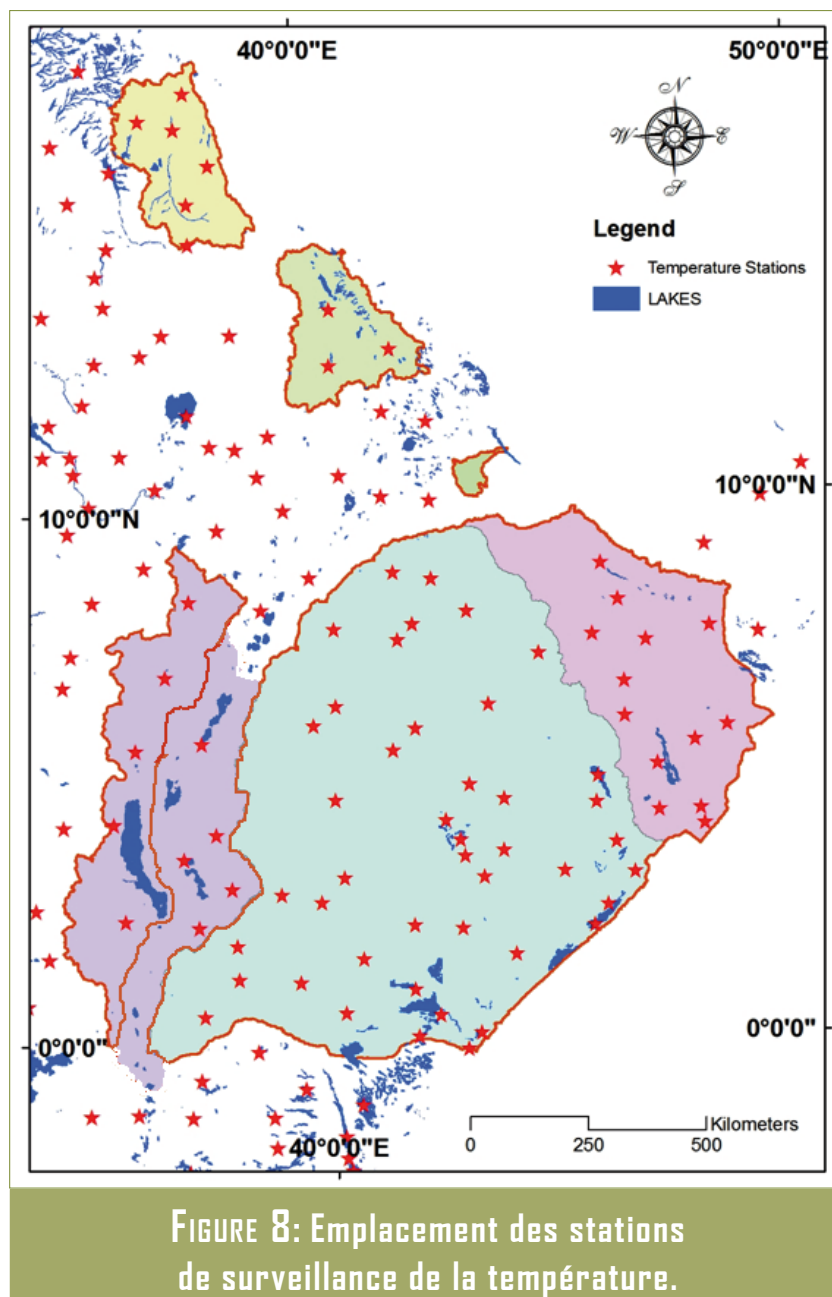 40°0'0"E
50°0'0"E
N
W
E
S
Legend
Temperature Stations
LAKES
10°0'0"N
10°0'0"N
0°0'0"
0°0'0"
Kilometers
0
250
500
40°0'0"E
FIGURE 8: Emplacement des stations
de surveillance de la température.